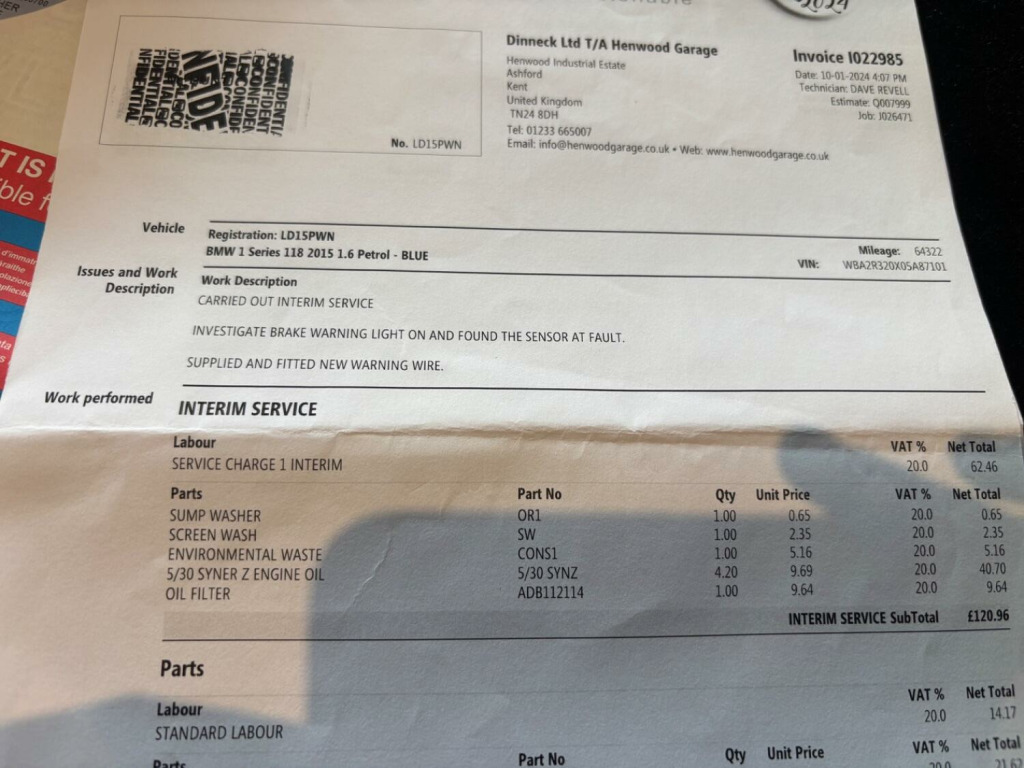 2024
Dinneck Ltd T/A Henwood Garage
Henwood Industrial Estate
Ashford
Kent
United Kingdom
TN24 8DH
Tel: 01233 665007
Email: info@henwoodgarage.co.uk • Web: www.henwoodgarage.co.uk
Invoice I022985
Date: 10-01-2024 4:07 PM
Technician: DAVE REVELL
Estimate: Q007999
Job: J026471
No. LD15PWN
Vehicle
Registration: LD15PWN
BMW 1 Series 118 2015 1.6 Petrol - BLUE
Mileage: 64322
VIN: WBA2R320X05A87101
Issues and Work Description
Work Description
CARRIED OUT INTERIM SERVICE
INVESTIGATE BRAKE WARNING LIGHT ON AND FOUND THE SENSOR AT FAULT.
SUPPLIED AND FITTED NEW WARNING WIRE.
Work performed
INTERIM SERVICE
Labour VAT % Net Total
SERVICE CHARGE 1 INTERIM 20.0 62.46
Parts Part No Qty Unit Price VAT % Net Total
SUMP WASHER OR1 1.00 0.65 20.0 0.65
SCREEN WASH SW 1.00 2.35 20.0 2.35
ENVIRONMENTAL WASTE CONS1 1.00 5.16 20.0 5.16
5/30 SYNER Z ENGINE OIL 5/30 SYNZ 4.20 9.69 20.0 40.70
OIL FILTER ADB112114 1.00 9.64 20.0 9.64
INTERIM SERVICE SubTotal £120.96
Parts
Labour VAT % Net Total
STANDARD LABOUR 20.0 14.17
Parts Part No Qty Unit Price VAT % Net Total
20.0 21.62